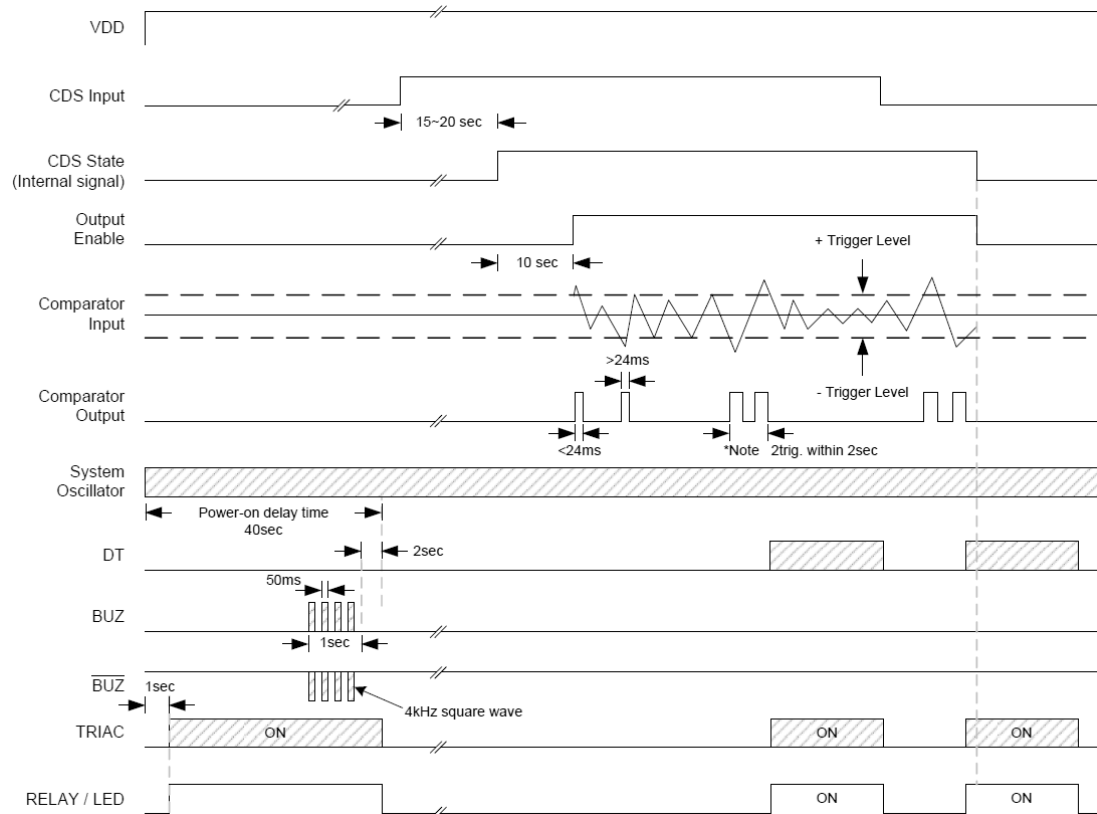 VDD
CDS Input
15~20 sec
CDS State
(Internal signal)
Output
Enable
+ Trigger Level
10 sec
Comparator
Input
>24ms
- Trigger Level
Comparator
Output
<24ms
*Note 2trig. within 2sec
System
Oscillator
Power-on delay time
40sec
DT
2sec
50ms
BUZ
1sec
BUZ
1sec
4kHz square wave
TRIAC
ON
ON
ON
RELAY / LED
ON
ON